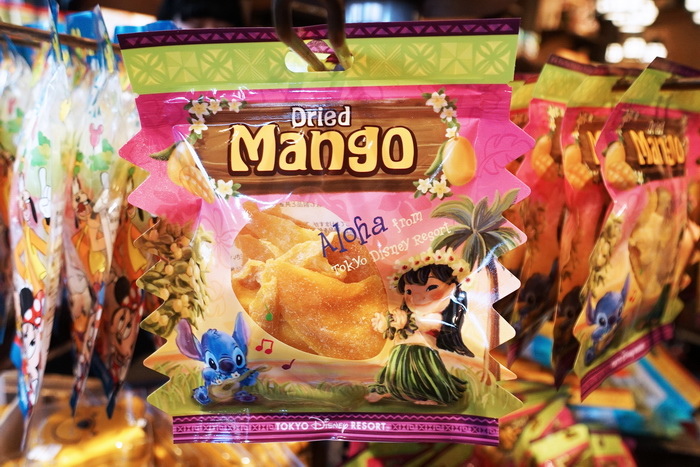 Dried
Mango
Aloha from
Tokyo Disney Resort
TOKYO Disney RESORT
Mango